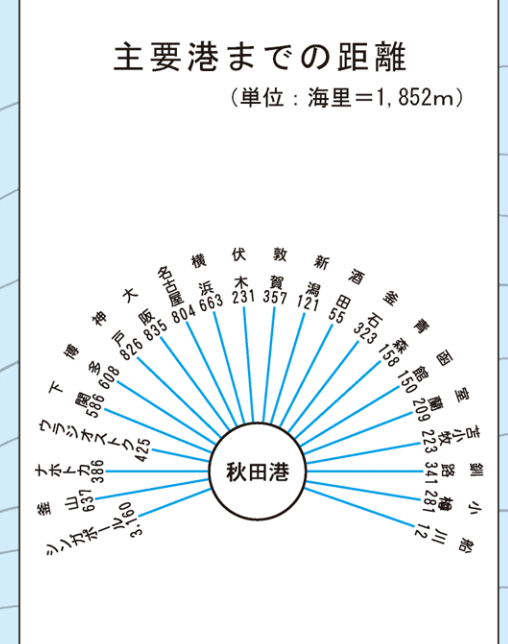 主要港までの距離
（単位：海里＝1,852m）
シンガポール 3,160
釜山 637
ナホトカ 386
ウラジオストク 425
下関 586
博多 608
神戸 826
大阪 835
名古屋 804
横浜 663
伏木 231
敦賀 357
新潟 121
酒田 55
釜石 323
青森 158
函館 150
室蘭 209
苫小牧 223
釧路 341
小樽 281
船川 12
秋田港